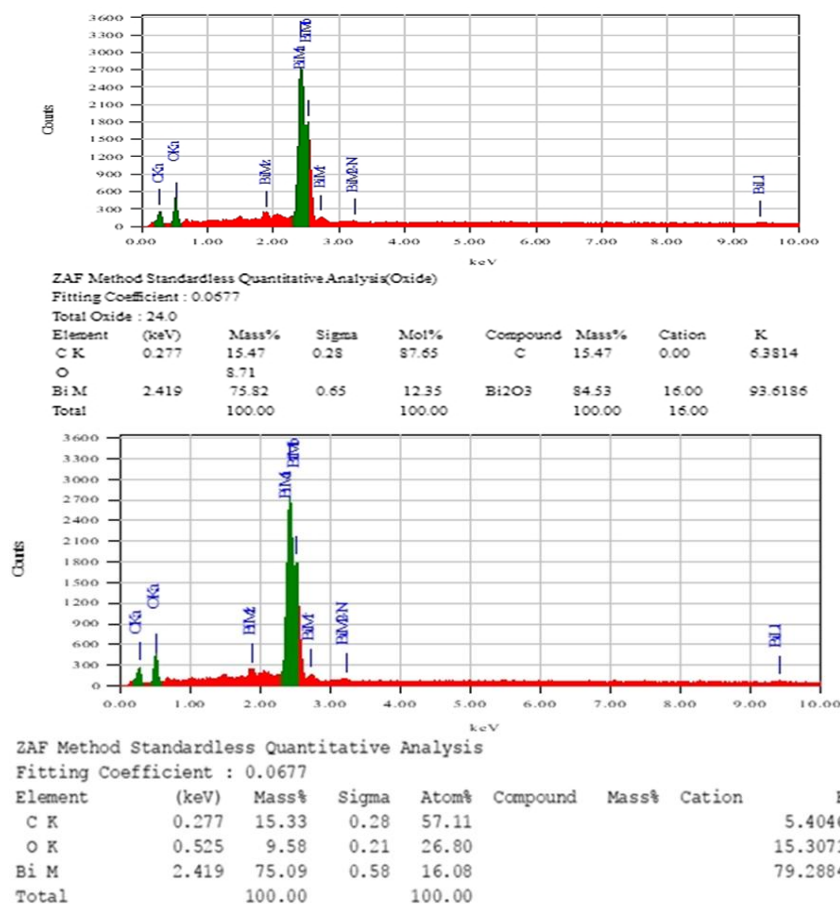 3600
3300
3000
2700
2400
2100
1800
1500
1200
900
600
300
0
Counts
CKa
OKa
BiMz
BiMa
BiMb
BiMr
BiM2-N
BiLl
0.00 1.00 2.00 3.00 4.00 5.00 6.00 7.00 8.00 9.00 10.00
keV
ZAF Method Standardless Quantitative Analysis(Oxide)
Fitting Coefficient : 0.0677
Total Oxide : 24.0
Element (keV) Mass% Sigma Mol% Compound Mass% Cation K
C K 0.277 15.47 0.28 87.65 C 15.47 0.00 6.3814
O 8.71
Bi M 2.419 75.82 0.65 12.35 Bi2O3 84.53 16.00 93.6186
Total 100.00 100.00 100.00 16.00
3600
3300
3000
2700
2400
2100
1800
1500
1200
900
600
300
0
Counts
CKa
OKa
BiMz
BiMa
BiMb
BiMr
BiM2-N
BiLl
0.00 1.00 2.00 3.00 4.00 5.00 6.00 7.00 8.00 9.00 10.00
keV
ZAF Method Standardless Quantitative Analysis
Fitting Coefficient : 0.0677
Element (keV) Mass% Sigma Atom% Compound Mass% Cation
C K 0.277 15.33 0.28 57.11 5.404
O K 0.525 9.58 0.21 26.80 15.307
Bi M 2.419 75.09 0.58 16.08 79.288
Total 100.00 100.00